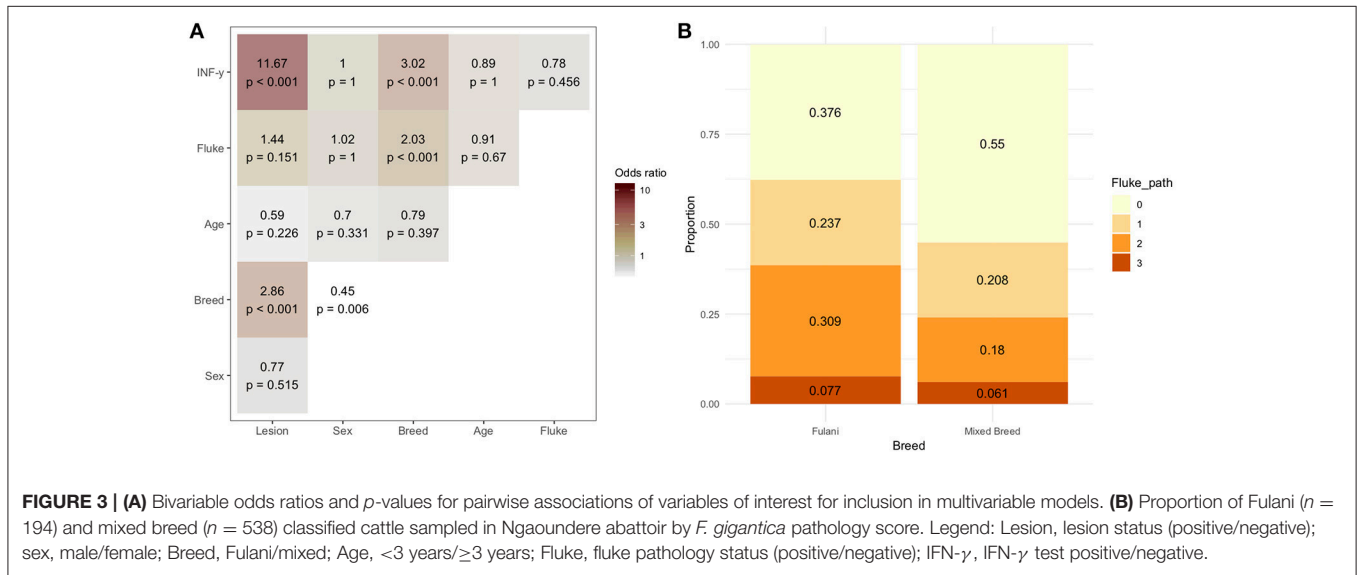 A
INF-y
11.67
p < 0.001
1
p = 1
3.02
p < 0.001
0.89
p = 1
0.78
p = 0.456
Fluke
1.44
p = 0.151
1.02
p = 1
2.03
p < 0.001
0.91
p = 0.67
Age
0.59
p = 0.226
0.7
p = 0.331
0.79
p = 0.397
Breed
2.86
p < 0.001
0.45
p = 0.006
Sex
0.77
p = 0.515
Lesion Sex Breed Age Fluke
Odds ratio
10
3
1
B
1.00
0.75
0.50
0.25
0.00
Proportion
0.376
0.237
0.309
0.077
0.55
0.208
0.18
0.061
Fulani Mixed Breed
Breed
Fluke_path
0
1
2
3
FIGURE 3 | (A) Bivariable odds ratios and p-values for pairwise associations of variables of interest for inclusion in multivariable models. (B) Proportion of Fulani (n =
194) and mixed breed (n = 538) classified cattle sampled in Ngaoundere abattoir by F. gigantica pathology score. Legend: Lesion, lesion status (positive/negative);
sex, male/female; Breed, Fulani/mixed; Age, <3 years/≥3 years; Fluke, fluke pathology status (positive/negative); IFN-γ, IFN-γ test positive/negative.